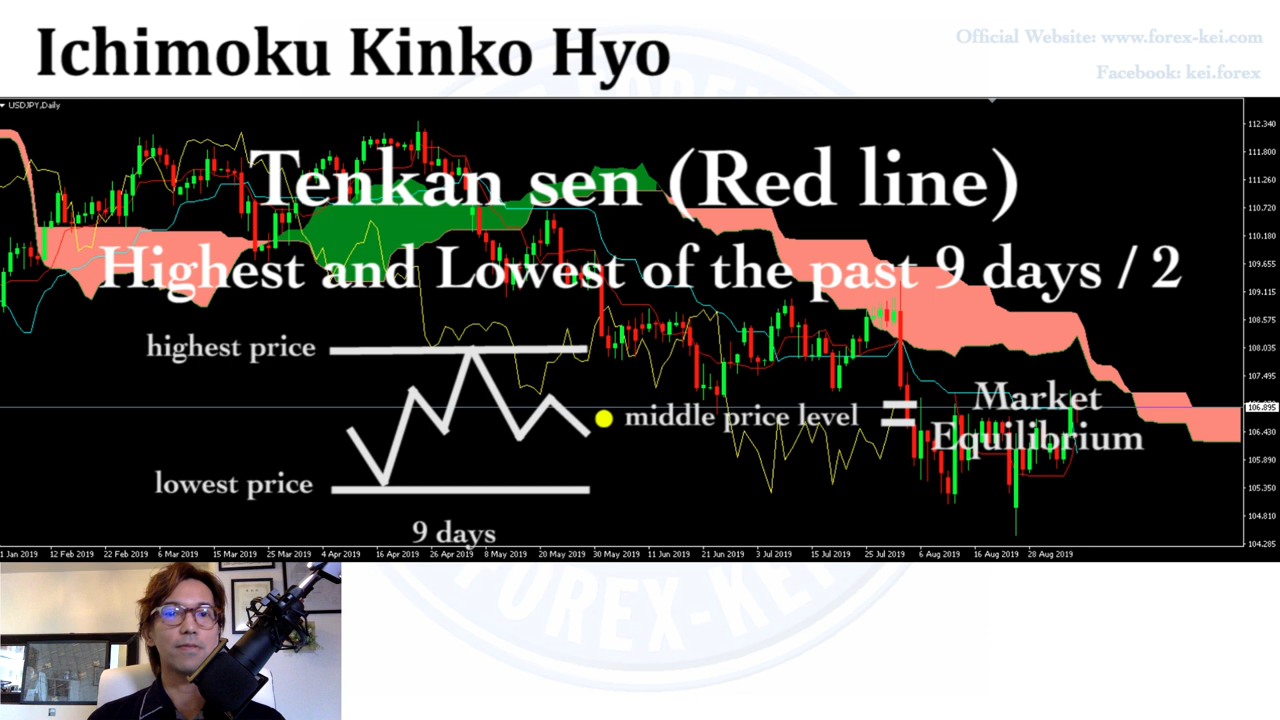 Ichimoku Kinko Hyo
Official Website: www.forex-kei.com
Facebook: kei.forex
USDJPY,Daily
Tenkan sen (Red line)
Highest and Lowest of the past 9 days / 2
highest price
middle price level
Market
Equilibrium
lowest price
9 days
112.340
111.800
111.260
110.720
110.180
109.655
109.115
108.575
108.035
107.495
106.895
106.430
105.890
105.350
104.810
104.285
1 Jan 2019 12 Feb 2019 22 Feb 2019 6 Mar 2019 15 Mar 2019 25 Mar 2019 4 Apr 2019 16 Apr 2019 26 Apr 2019 8 May 2019 20 May 2019 30 May 2019 11 Jun 2019 21 Jun 2019 3 Jul 2019 15 Jul 2019 25 Jul 2019 6 Aug 2019 16 Aug 2019 28 Aug 2019
FOREX-KEI